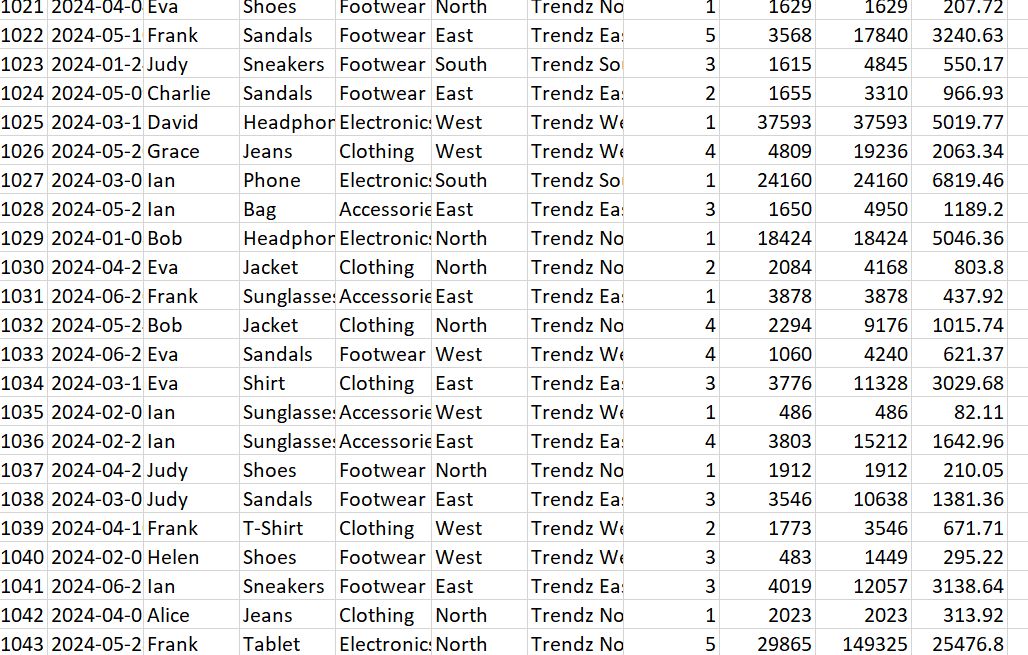 1021 2024-04-0 Eva Shoes Footwear North Trendz No 1 1629 1629 207.72
1022 2024-05-1 Frank Sandals Footwear East Trendz Ea 5 3568 17840 3240.63
1023 2024-01-2 Judy Sneakers Footwear South Trendz So 3 1615 4845 550.17
1024 2024-05-0 Charlie Sandals Footwear East Trendz Ea 2 1655 3310 966.93
1025 2024-03-1 David Headphon Electronic West Trendz We 1 37593 37593 5019.77
1026 2024-05-2 Grace Jeans Clothing West Trendz We 4 4809 19236 2063.34
1027 2024-03-0 Ian Phone Electronic South Trendz So 1 24160 24160 6819.46
1028 2024-05-2 Ian Bag Accessorie East Trendz Ea 3 1650 4950 1189.2
1029 2024-01-0 Bob Headphon Electronic North Trendz No 1 18424 18424 5046.36
1030 2024-04-2 Eva Jacket Clothing North Trendz No 2 2084 4168 803.8
1031 2024-06-2 Frank Sunglasses Accessorie East Trendz Ea 1 3878 3878 437.92
1032 2024-05-2 Bob Jacket Clothing North Trendz No 4 2294 9176 1015.74
1033 2024-06-2 Eva Sandals Footwear West Trendz We 4 1060 4240 621.37
1034 2024-03-1 Eva Shirt Clothing East Trendz Ea 3 3776 11328 3029.68
1035 2024-02-0 Ian Sunglasses Accessorie West Trendz We 1 486 486 82.11
1036 2024-02-2 Ian Sunglasses Accessorie East Trendz Ea 4 3803 15212 1642.96
1037 2024-04-2 Judy Shoes Footwear North Trendz No 1 1912 1912 210.05
1038 2024-03-0 Judy Sandals Footwear East Trendz Ea 3 3546 10638 1381.36
1039 2024-04-1 Frank T-Shirt Clothing West Trendz We 2 1773 3546 671.71
1040 2024-02-0 Helen Shoes Footwear West Trendz We 3 483 1449 295.22
1041 2024-06-2 Ian Sneakers Footwear East Trendz Ea 3 4019 12057 3138.64
1042 2024-04-0 Alice Jeans Clothing North Trendz No 1 2023 2023 313.92
1043 2024-05-2 Frank Tablet Electronic North Trendz No 5 29865 149325 25476.8